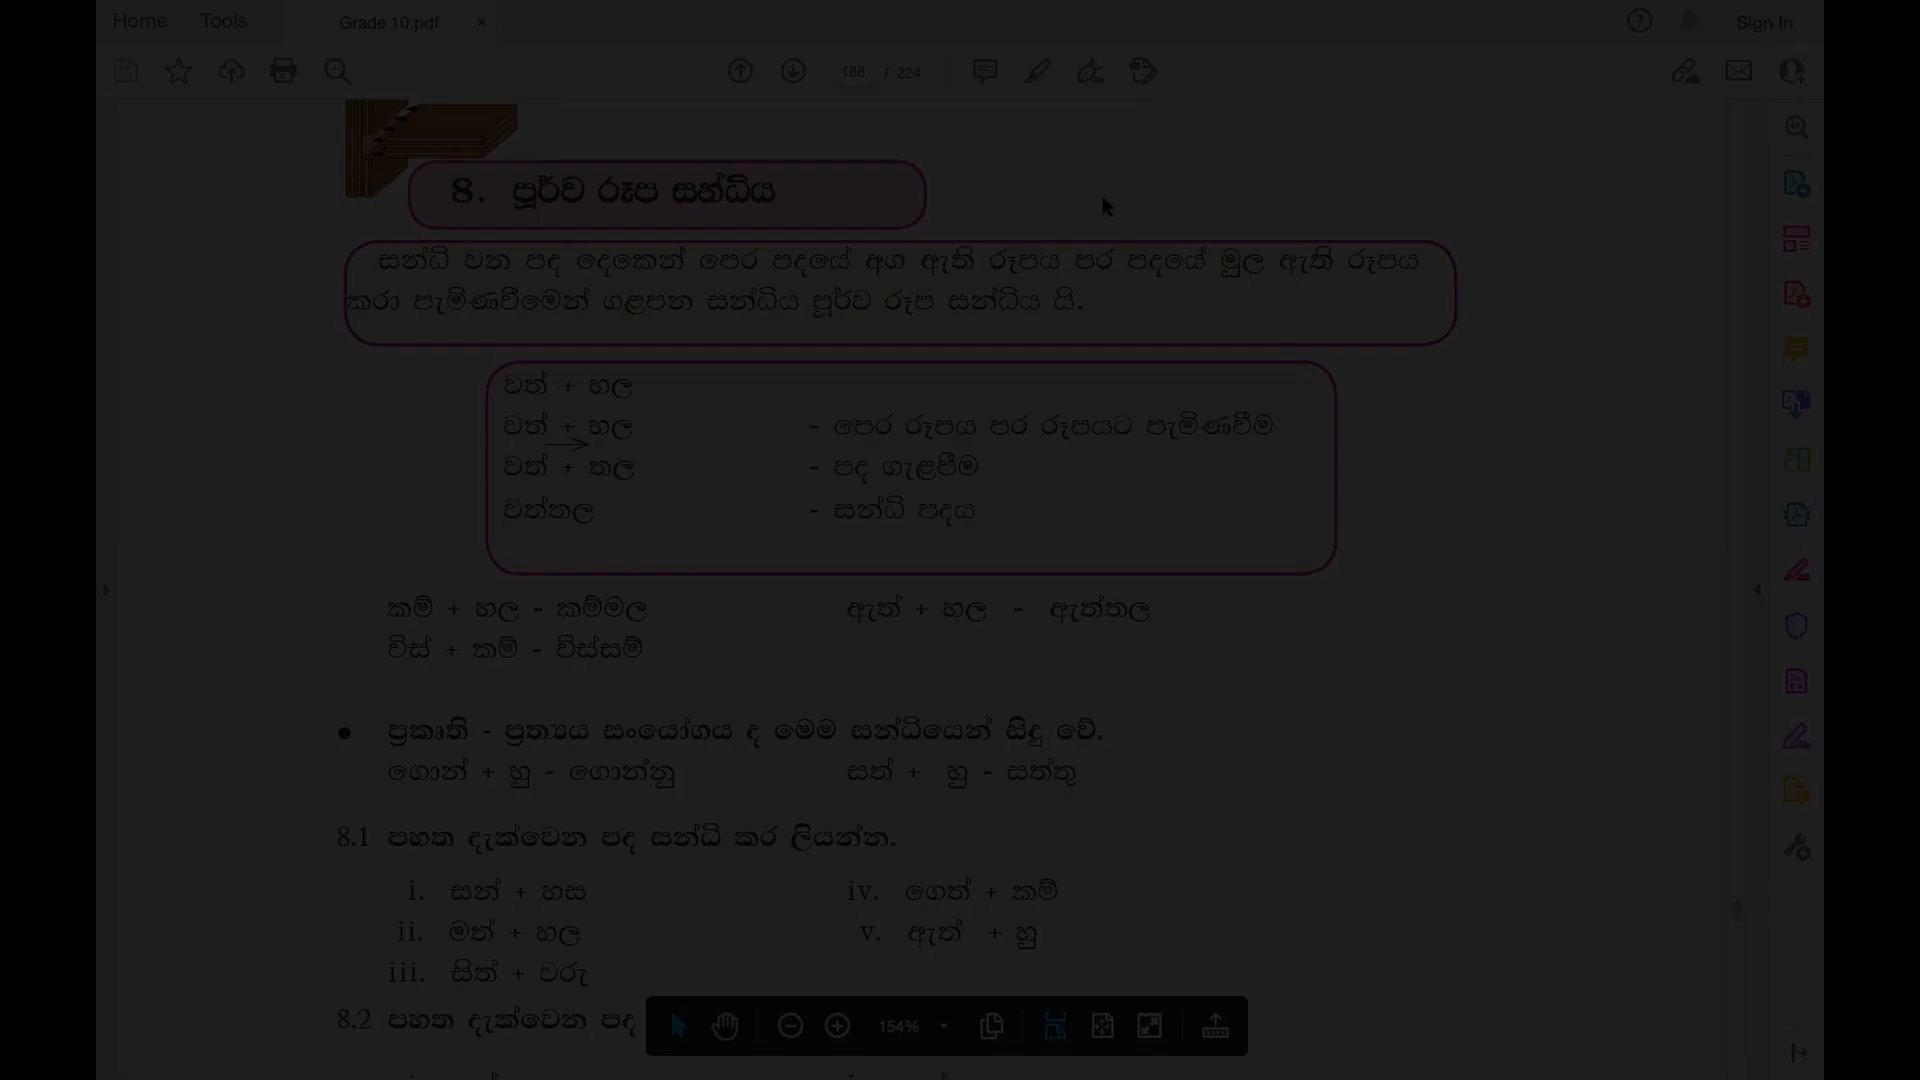 Home Tools Grade 10.pdf × Sign In
188 / 224
8. පූර්ව රූප සන්ධිය
සන්ධි වන පද දෙකෙන් පෙර පදයේ අග ඇති රූපය පර පදයේ මුල ඇති රූපය
කරා පැමිණවීමෙන් ගළපන සන්ධිය පූර්ව රූප සන්ධිය යි.
වත් + හල
වත් + හල - පෙර රූපය පර රූපයට පැමිණවීම
වත් + තල - පද ගැළපීම
වත්තල - සන්ධි පදය
කම් + හල - කම්මල ඇත් + හල - ඇත්තල
විස් + කම් - විස්සම්
● ප්‍රකෘති - ප්‍රත්‍යය සංයෝගය ද මෙම සන්ධියෙන් සිදු වේ.
ගොන් + හු - ගොන්නු සත් + හු - සත්තු
8.1 පහත දැක්වෙන පද සන්ධි කර ලියන්න.
i. සන් + හස iv. ගෙත් + කම්
ii. මත් + හල v. ඇත් + හු
iii. සිත් + වරු
8.2 පහත දැක්වෙන පද
154%